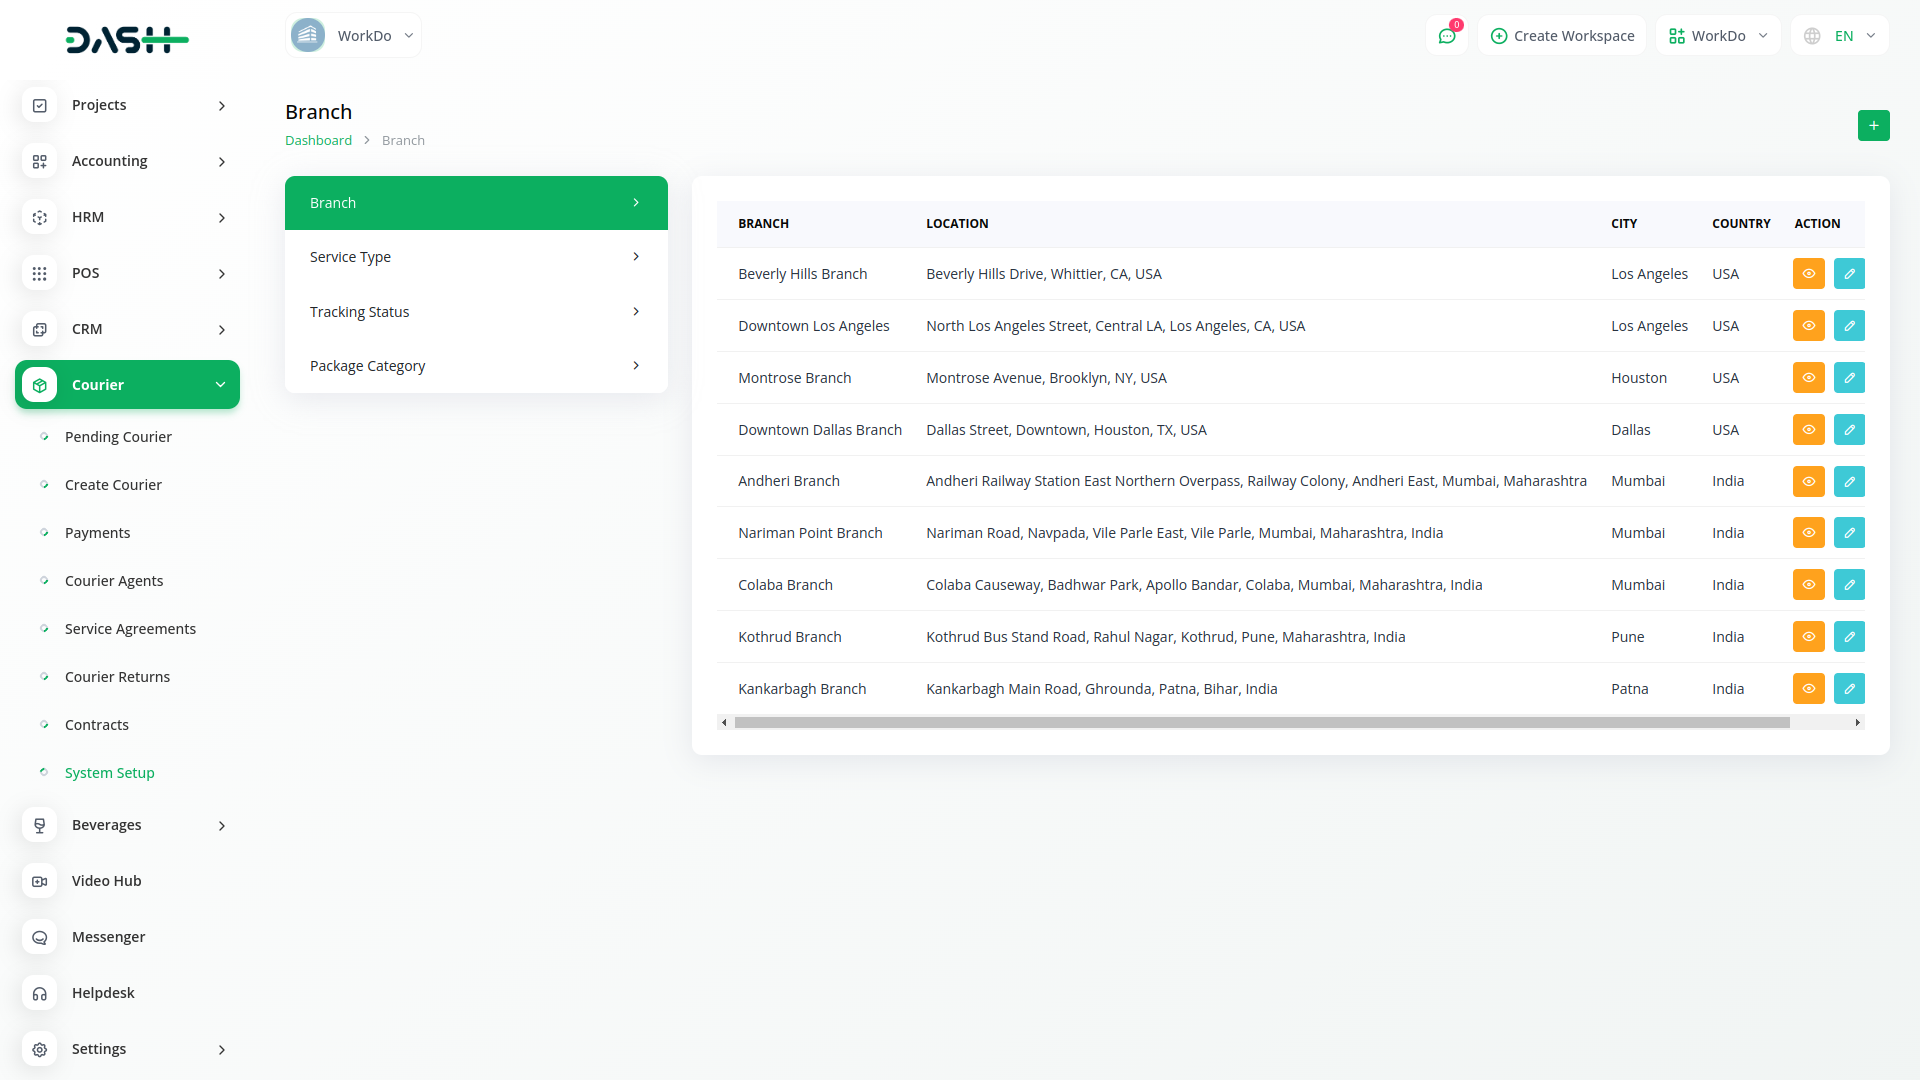 DASH
WorkDo
0
Create Workspace
WorkDo
EN
Projects
Accounting
HRM
POS
CRM
Courier
Pending Courier
Create Courier
Payments
Courier Agents
Service Agreements
Courier Returns
Contracts
System Setup
Beverages
Video Hub
Messenger
Helpdesk
Settings
Branch
Dashboard > Branch
+
Branch
Service Type
Tracking Status
Package Category
BRANCH LOCATION CITY COUNTRY ACTION
Beverly Hills Branch Beverly Hills Drive, Whittier, CA, USA Los Angeles USA
Downtown Los Angeles North Los Angeles Street, Central LA, Los Angeles, CA, USA Los Angeles USA
Montrose Branch Montrose Avenue, Brooklyn, NY, USA Houston USA
Downtown Dallas Branch Dallas Street, Downtown, Houston, TX, USA Dallas USA
Andheri Branch Andheri Railway Station East Northern Overpass, Railway Colony, Andheri East, Mumbai, Maharashtra Mumbai India
Nariman Point Branch Nariman Road, Navpada, Vile Parle East, Vile Parle, Mumbai, Maharashtra, India Mumbai India
Colaba Branch Colaba Causeway, Badhwar Park, Apollo Bandar, Colaba, Mumbai, Maharashtra, India Mumbai India
Kothrud Branch Kothrud Bus Stand Road, Rahul Nagar, Kothrud, Pune, Maharashtra, India Pune India
Kankarbagh Branch Kankarbagh Main Road, Ghrounda, Patna, Bihar, India Patna India